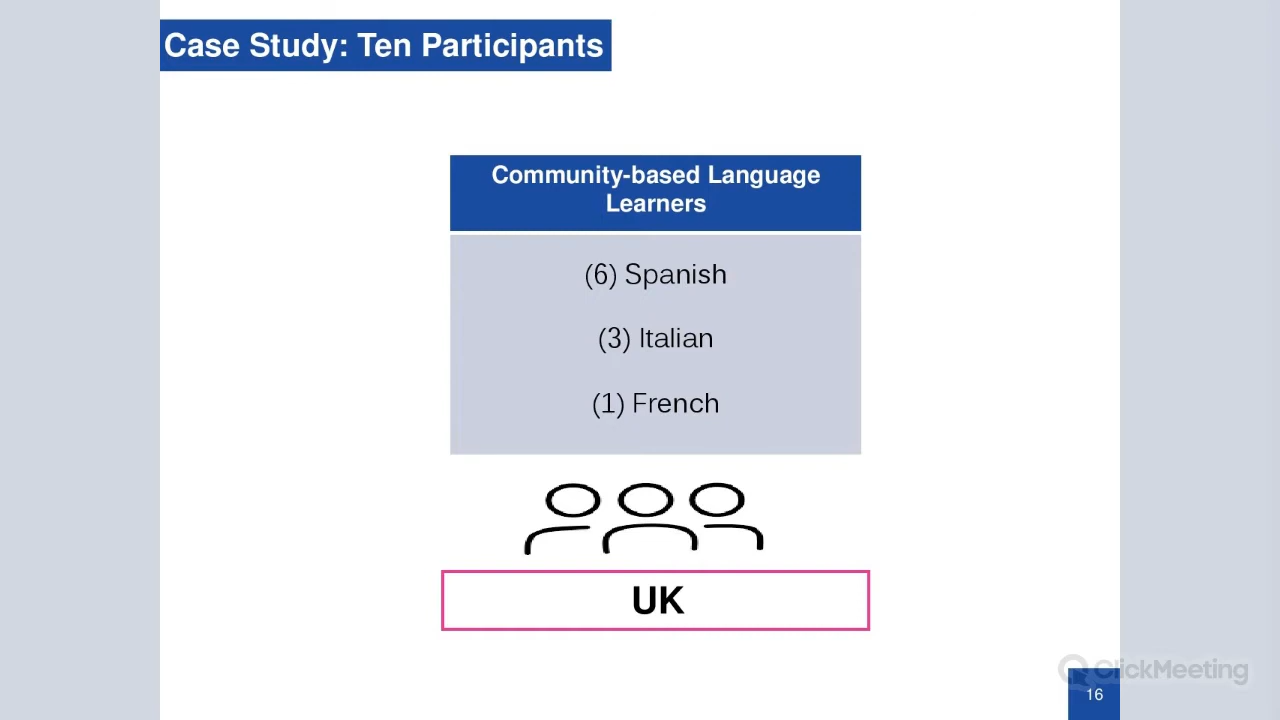 Case Study: Ten Participants
Community-based Language
Learners
(6) Spanish
(3) Italian
(1) French
UK
ClickMeeting
16